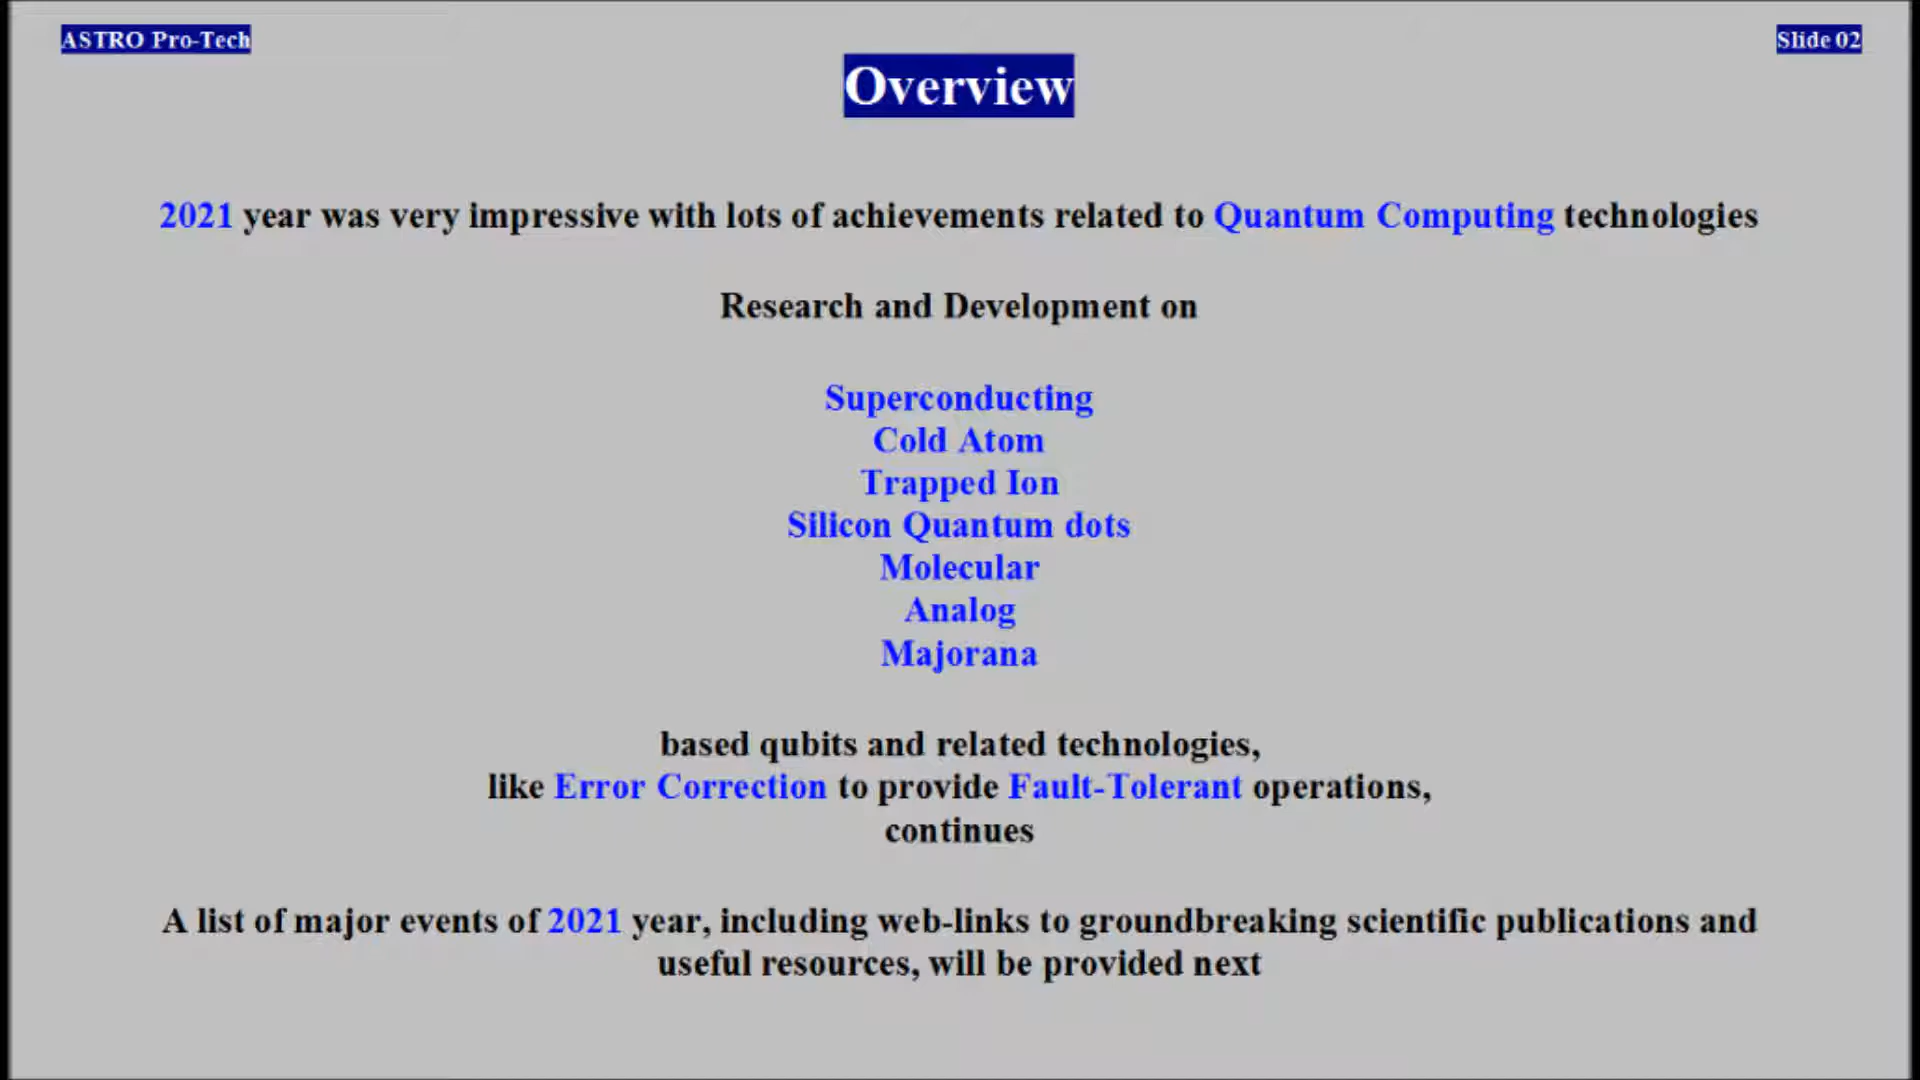 ASTRO Pro-Tech
Slide 02
Overview
2021 year was very impressive with lots of achievements related to Quantum Computing technologies
Research and Development on
Superconducting
Cold Atom
Trapped Ion
Silicon Quantum dots
Molecular
Analog
Majorana
based qubits and related technologies,
like Error Correction to provide Fault-Tolerant operations,
continues
A list of major events of 2021 year, including web-links to groundbreaking scientific publications and
useful resources, will be provided next